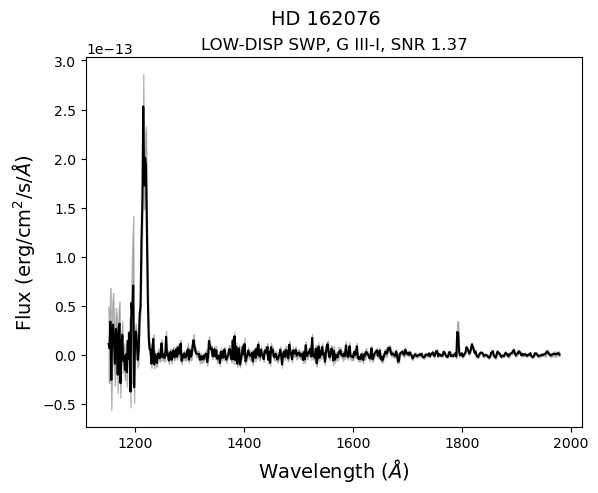 HD 162076
LOW-DISP SWP, G III-I, SNR 1.37
1e−13
3.0
2.5
2.0
1.5
1.0
0.5
0.0
−0.5
Flux (erg/cm²/s/Å)
1200 1400 1600 1800 2000
Wavelength (Å)